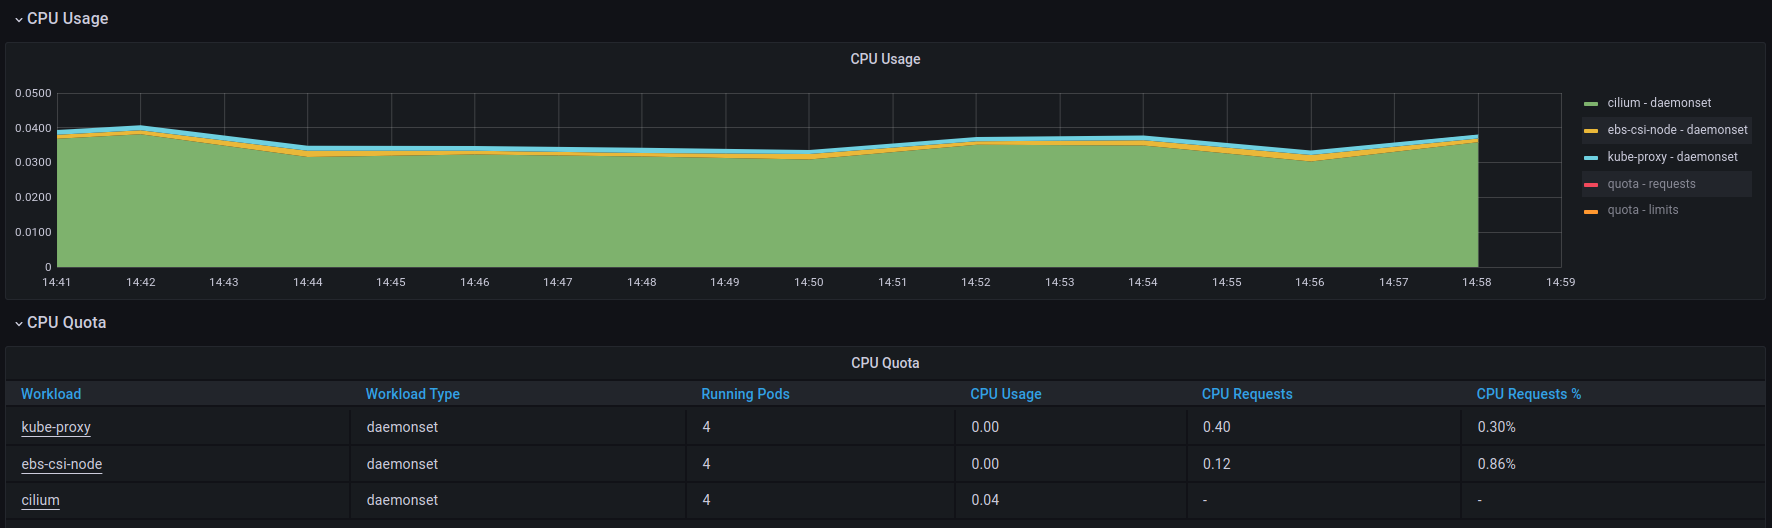 CPU Usage
CPU Usage
0.0500
0.0400
0.0300
0.0200
0.0100
0
14:41 14:42 14:43 14:44 14:45 14:46 14:47 14:48 14:49 14:50 14:51 14:52 14:53 14:54 14:55 14:56 14:57 14:58 14:59
cilium - daemonset
ebs-csi-node - daemonset
kube-proxy - daemonset
quota - requests
quota - limits
CPU Quota
CPU Quota
Workload Workload Type Running Pods CPU Usage CPU Requests CPU Requests %
kube-proxy daemonset 4 0.00 0.40 0.30%
ebs-csi-node daemonset 4 0.00 0.12 0.86%
cilium daemonset 4 0.04 - -